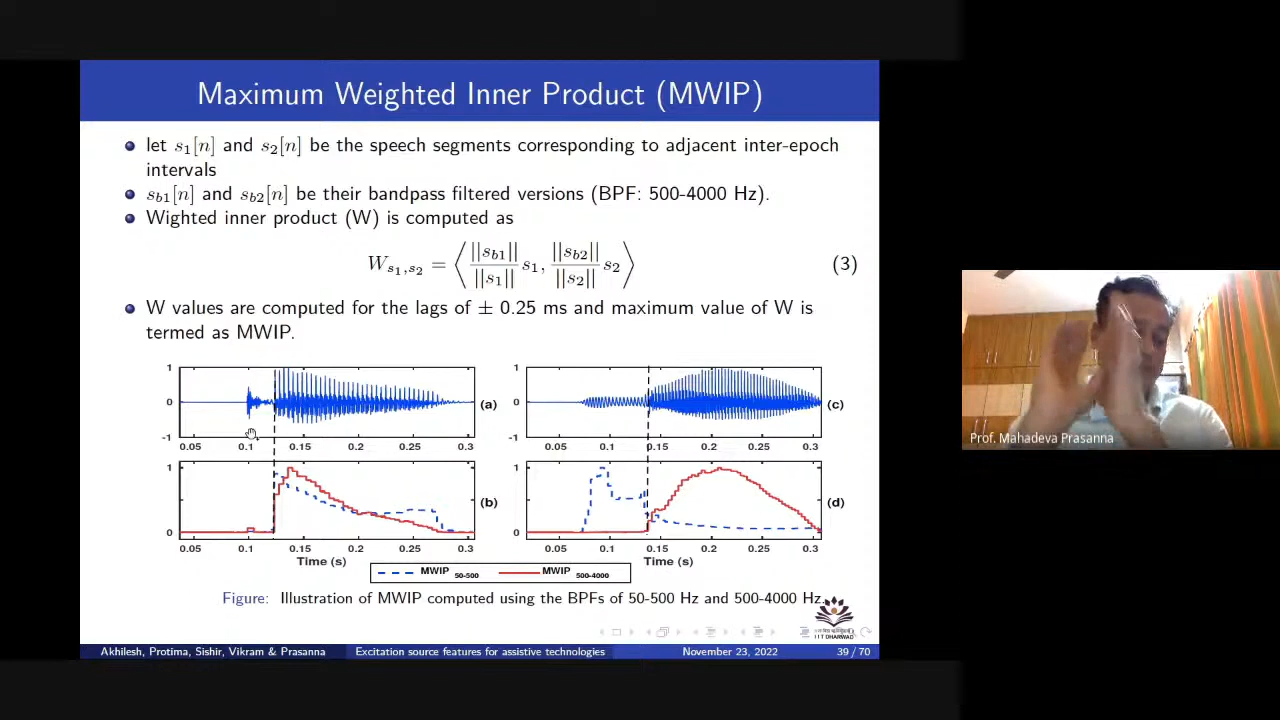 Maximum Weighted Inner Product (MWIP)
let s1[n] and s2[n] be the speech segments corresponding to adjacent inter-epoch
intervals
sb1[n] and sb2[n] be their bandpass filtered versions (BPF: 500-4000 Hz).
Wighted inner product (W) is computed as
W_{s1,s2} = ⟨ ||sb1||/||s1|| s1, ||sb2||/||s2|| s2 ⟩ (3)
W values are computed for the lags of ± 0.25 ms and maximum value of W is
termed as MWIP.
1 0 -1 (a) 1 0 -1 (c)
0.05 0.1 0.15 0.2 0.25 0.3 0.05 0.1 0.15 0.2 0.25 0.3
1 0 (b) 1 0 (d)
0.05 0.1 0.15 0.2 0.25 0.3 0.05 0.1 0.15 0.2 0.25 0.3
Time (s) Time (s)
MWIP 50-500 MWIP 500-4000
Figure: Illustration of MWIP computed using the BPFs of 50-500 Hz and 500-4000 Hz.
IIT DHARWAD
Akhilesh, Protima, Sishir, Vikram & Prasanna Excitation source features for assistive technologies November 23, 2022 39 / 70
Prof. Mahadeva Prasanna